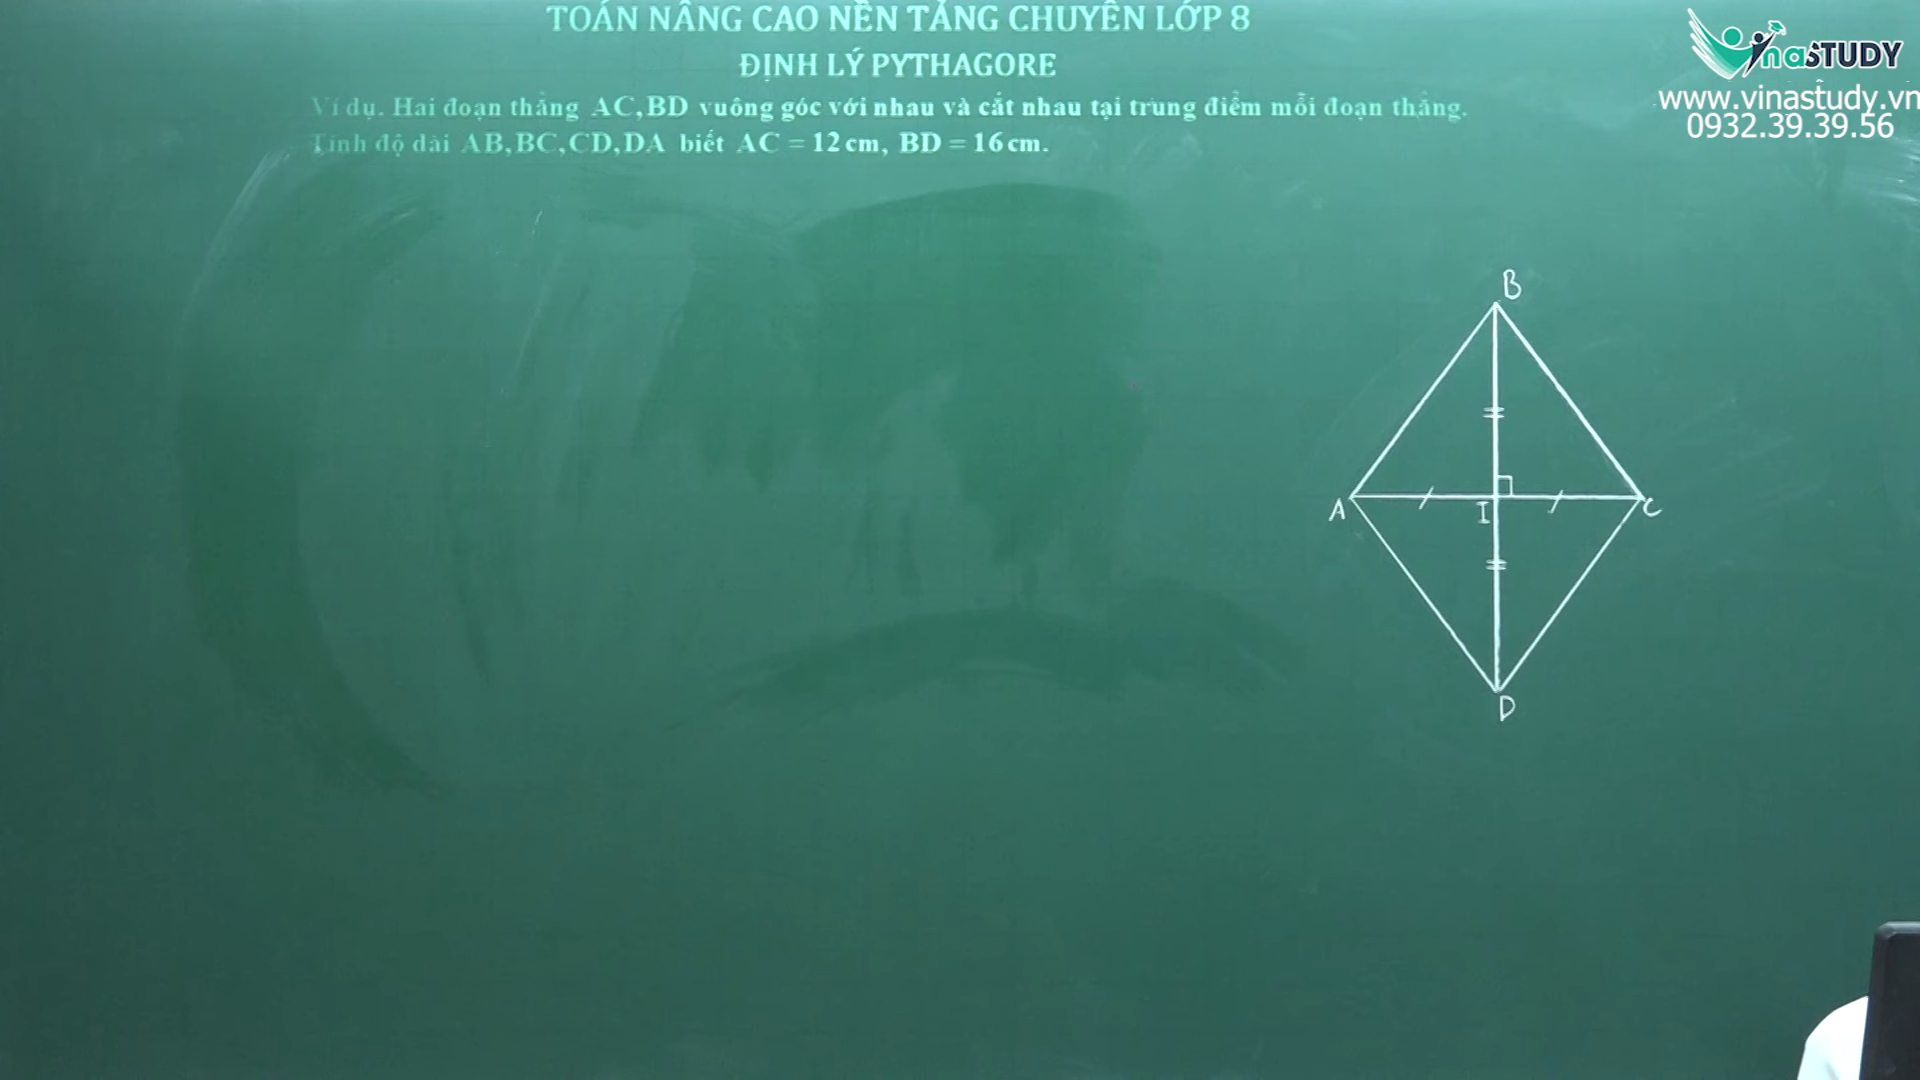 TOÁN NÂNG CAO NỀN TẢNG CHUYÊN LỚP 8
ĐỊNH LÝ PYTHAGORE
Ví dụ. Hai đoạn thẳng AC, BD vuông góc với nhau và cắt nhau tại trung điểm mỗi đoạn thẳng.
Tính độ dài AB, BC, CD, DA biết AC = 12 cm, BD = 16 cm.
VinaSTUDY
www.vinastudy.vn
0932.39.39.56
B
A
I
C
D